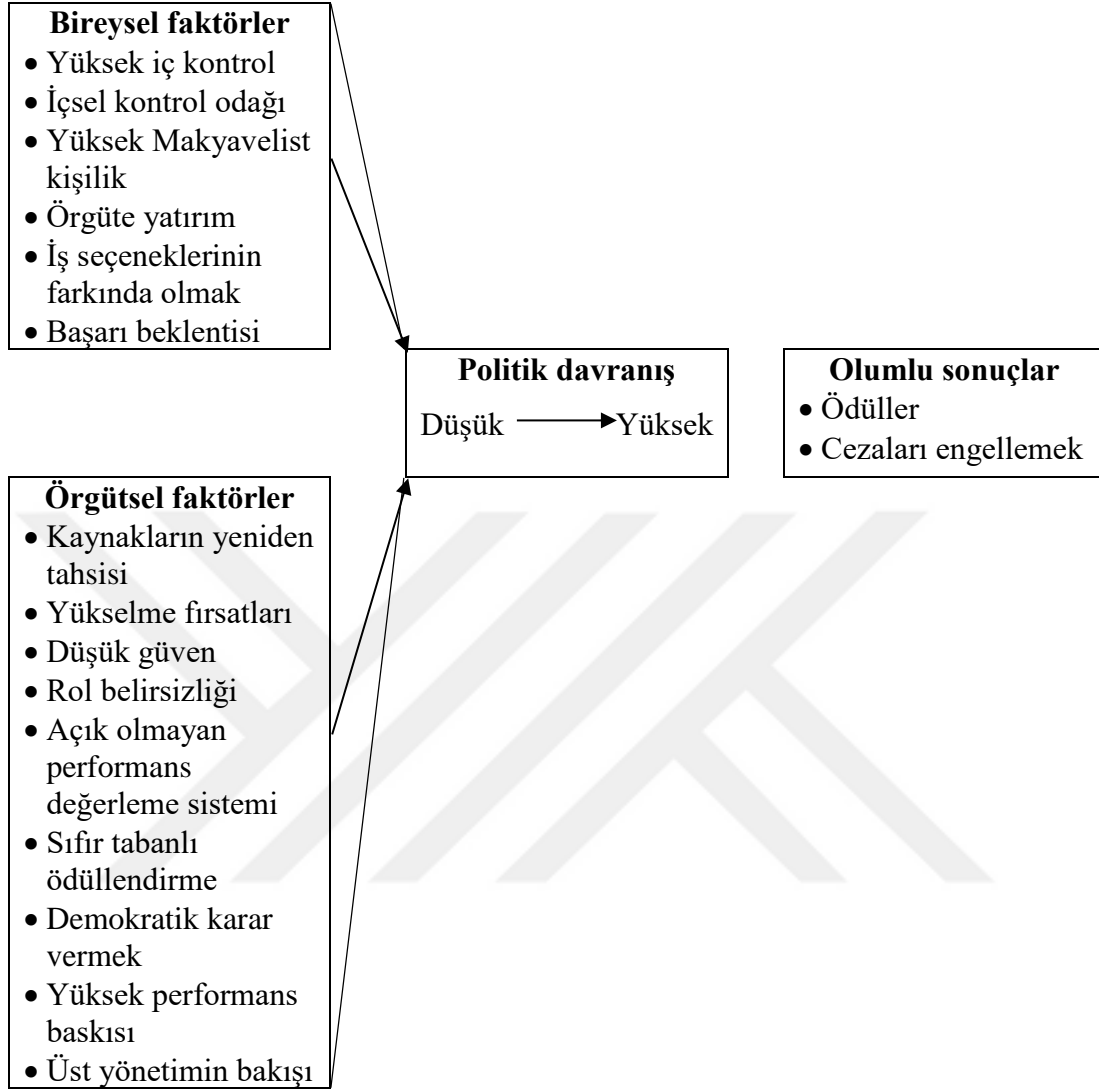 Bireysel faktörler
• Yüksek iç kontrol
• İçsel kontrol odağı
• Yüksek Makyavelist
kişilik
• Örgüte yatırım
• İş seçeneklerinin
farkında olmak
• Başarı beklentisi
Politik davranış
Düşük Yüksek
Olumlu sonuçlar
• Ödüller
• Cezaları engellemek
Örgütsel faktörler
• Kaynakların yeniden
tahsisi
• Yükselme fırsatları
• Düşük güven
• Rol belirsizliği
• Açık olmayan
performans
değerleme sistemi
• Sıfır tabanlı
ödüllendirme
• Demokratik karar
vermek
• Yüksek performans
baskısı
• Üst yönetimin bakışı